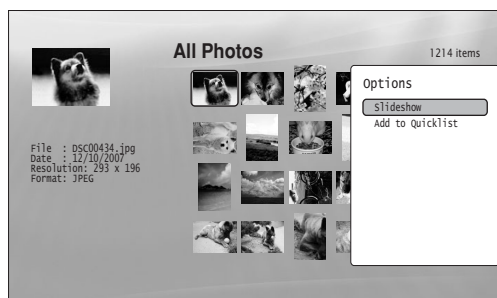 All Photos
1214 items
Options
Slideshow
Add to Quicklist
File : DSC00434.jpg
Date : 12/10/2007
Resolution: 293 x 196
Format: JPEG